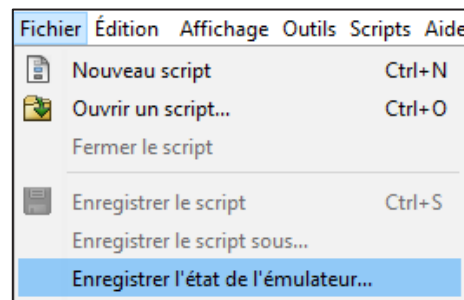 Fichier Édition Affichage Outils Scripts Aide
Nouveau script Ctrl+N
Ouvrir un script... Ctrl+O
Fermer le script
Enregistrer le script Ctrl+S
Enregistrer le script sous...
Enregistrer l'état de l'émulateur...